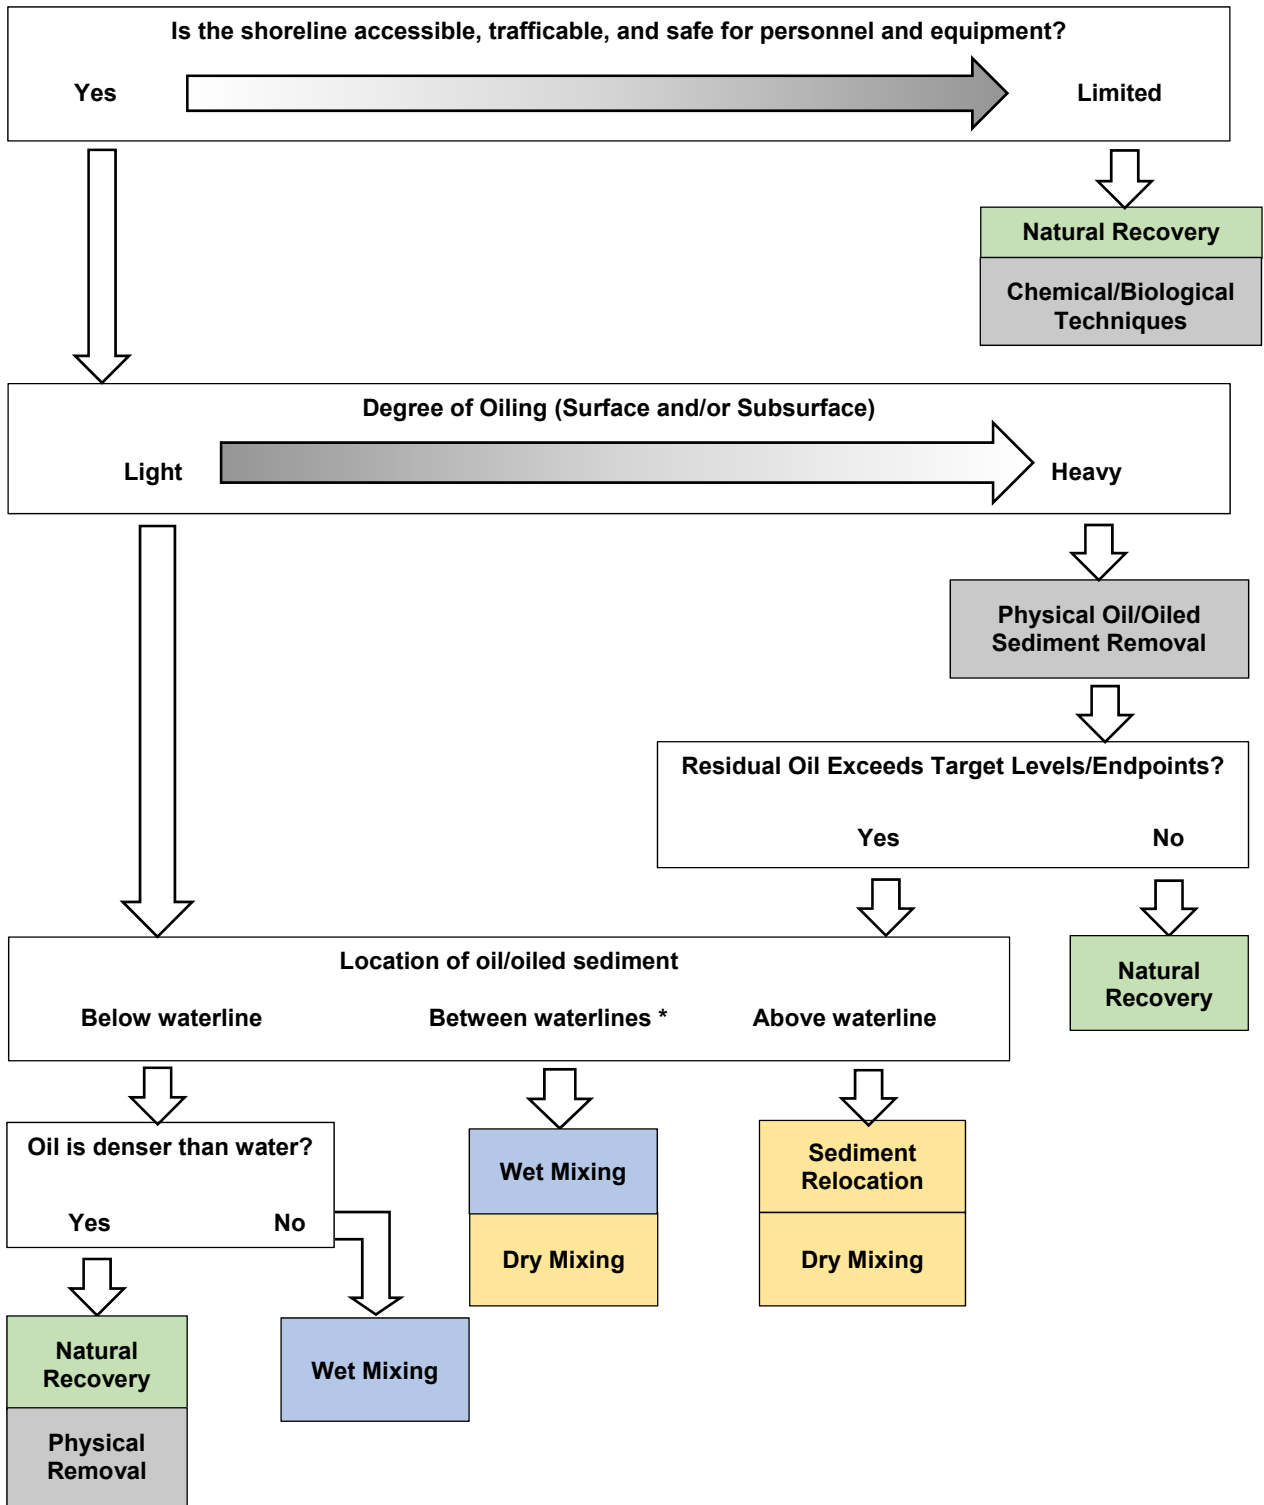 Is the shoreline accessible, trafficable, and safe for personnel and equipment?
Yes
Limited
Natural Recovery
Chemical/Biological
Techniques
Degree of Oiling (Surface and/or Subsurface)
Light
Heavy
Physical Oil/Oiled
Sediment Removal
Residual Oil Exceeds Target Levels/Endpoints?
Yes
No
Natural
Recovery
Location of oil/oiled sediment
Below waterline
Between waterlines *
Above waterline
Oil is denser than water?
Yes
No
Wet Mixing
Dry Mixing
Sediment
Relocation
Dry Mixing
Natural
Recovery
Physical
Removal
Wet Mixing